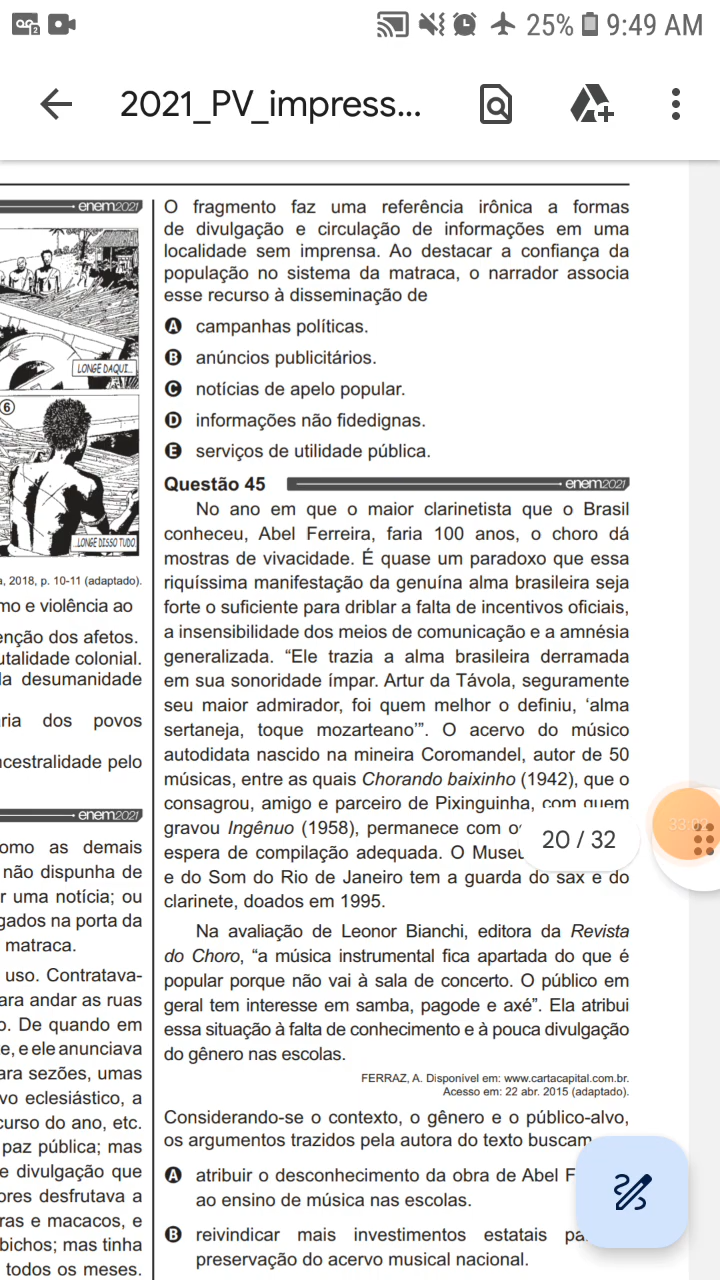 25% 9:49 AM
2021_PV_impress...
enem2021
LONGE DAQUI...
6
...LONGE DISSO TUDO.
a, 2018, p. 10-11 (adaptado).
mo e violência ao
enção dos afetos.
utalidade colonial.
la desumanidade
ria dos povos
ncestralidade pelo
enem2021
omo as demais
não dispunha de
r uma notícia; ou
gados na porta da
matraca.
uso. Contratava-
ara andar as ruas
o. De quando em
e, e ele anunciava
ara sezões, umas
vo eclesiástico, a
curso do ano, etc.
paz pública; mas
e divulgação que
ores desfrutava a
ras e macacos, e
bichos; mas tinha
todos os meses.
O fragmento faz uma referência irônica a formas
de divulgação e circulação de informações em uma
localidade sem imprensa. Ao destacar a confiança da
população no sistema da matraca, o narrador associa
esse recurso à disseminação de
A campanhas políticas.
B anúncios publicitários.
C notícias de apelo popular.
D informações não fidedignas.
E serviços de utilidade pública.
Questão 45 enem2021
No ano em que o maior clarinetista que o Brasil
conheceu, Abel Ferreira, faria 100 anos, o choro dá
mostras de vivacidade. É quase um paradoxo que essa
riquíssima manifestação da genuína alma brasileira seja
forte o suficiente para driblar a falta de incentivos oficiais,
a insensibilidade dos meios de comunicação e a amnésia
generalizada. “Ele trazia a alma brasileira derramada
em sua sonoridade ímpar. Artur da Távola, seguramente
seu maior admirador, foi quem melhor o definiu, ‘alma
sertaneja, toque mozarteano’”. O acervo do músico
autodidata nascido na mineira Coromandel, autor de 50
músicas, entre as quais Chorando baixinho (1942), que o
consagrou, amigo e parceiro de Pixinguinha, com quem
gravou Ingênuo (1958), permanece com o
espera de compilação adequada. O Museu
e do Som do Rio de Janeiro tem a guarda do sax e do
clarinete, doados em 1995.
20 / 32
Na avaliação de Leonor Bianchi, editora da Revista
do Choro, “a música instrumental fica apartada do que é
popular porque não vai à sala de concerto. O público em
geral tem interesse em samba, pagode e axé”. Ela atribui
essa situação à falta de conhecimento e à pouca divulgação
do gênero nas escolas.
FERRAZ, A. Disponível em: www.cartacapital.com.br.
Acesso em: 22 abr. 2015 (adaptado).
Considerando-se o contexto, o gênero e o público-alvo,
os argumentos trazidos pela autora do texto buscam
A atribuir o desconhecimento da obra de Abel F
ao ensino de música nas escolas.
B reivindicar mais investimentos estatais pa
preservação do acervo musical nacional.